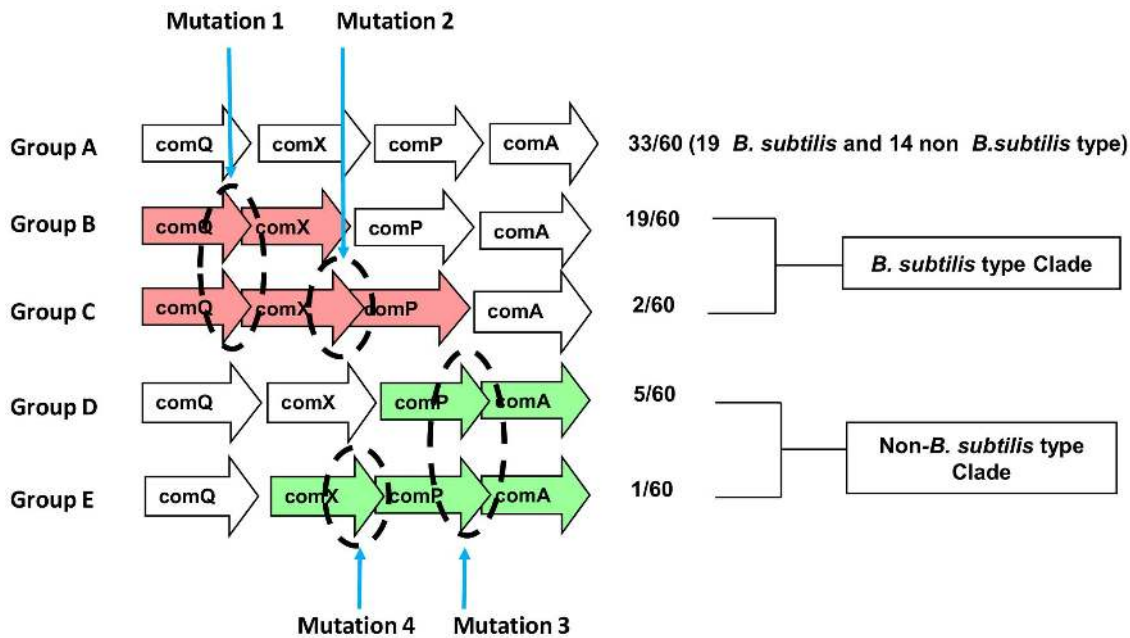 Mutation 1 Mutation 2
Group A comQ comX comP comA 33/60 (19 B. subtilis and 14 non B.subtilis type)
Group B comQ comX comP comA 19/60
B. subtilis type Clade
Group C comQ comX comP comA 2/60
Group D comQ comX comP comA 5/60
Non-B. subtilis type
Clade
Group E comQ comX comP comA 1/60
Mutation 4 Mutation 3